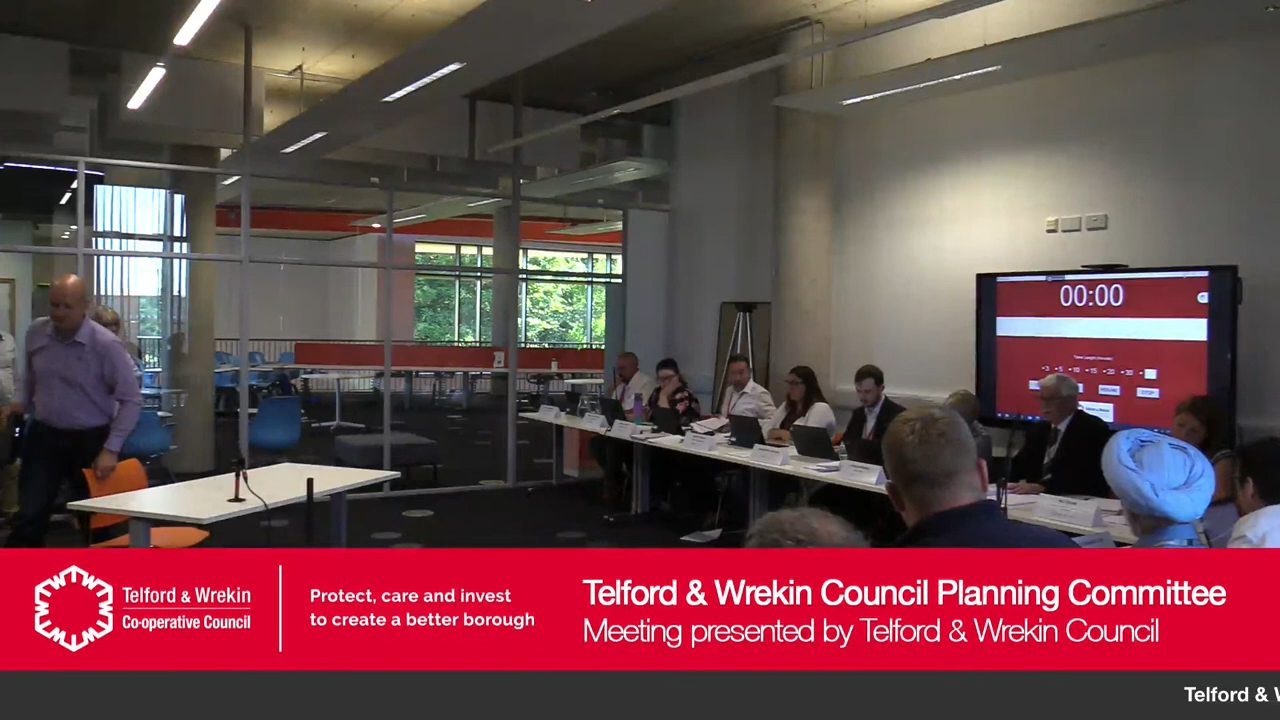 00:00
Telford & Wrekin
Co-operative Council
Protect, care and invest
to create a better borough
Telford & Wrekin Council Planning Committee
Meeting presented by Telford & Wrekin Council
Telford & W